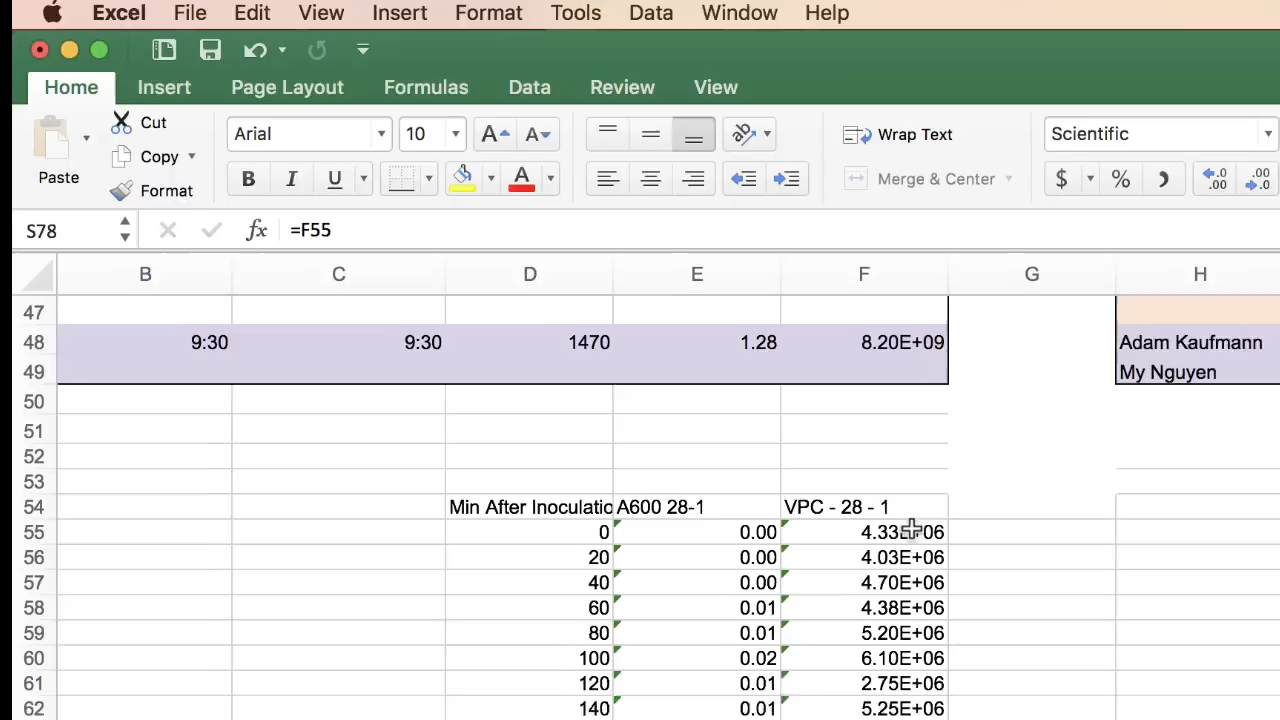 Excel File Edit View Insert Format Tools Data Window Help
Home Insert Page Layout Formulas Data Review View
Cut
Copy
Format
Paste
Arial 10 A A
B I U A
Wrap Text
Merge & Center
Scientific
$ % , .0 .00 .00 .0
S78 fx =F55
B C D E F G H
47
48 9:30 9:30 1470 1.28 8.20E+09 Adam Kaufmann
49 My Nguyen
50
51
52
53
54 Min After Inoculatio A600 28-1 VPC - 28 - 1
55 0 0.00 4.33E+06
56 20 0.00 4.03E+06
57 40 0.00 4.70E+06
58 60 0.01 4.38E+06
59 80 0.01 5.20E+06
60 100 0.02 6.10E+06
61 120 0.01 2.75E+06
62 140 0.01 5.25E+06